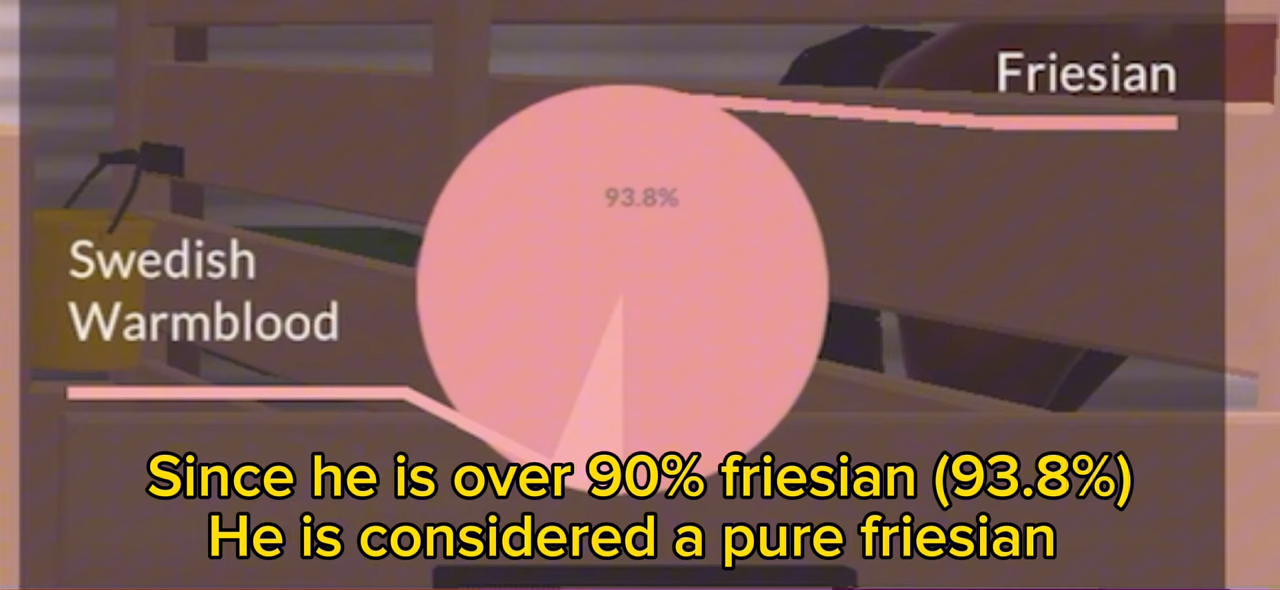 Friesian
93.8%
Swedish
Warmblood
Since he is over 90% friesian (93.8%)
He is considered a pure friesian